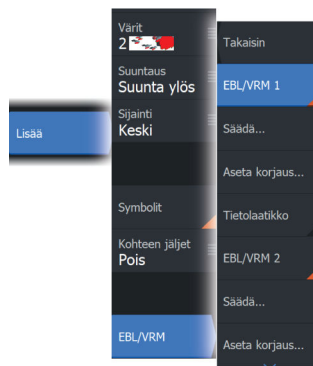 Lisää
Värit
2
Suuntaus
Suunta ylös
Sijainti
Keski
Symbolit
Kohteen jäljet
Pois
EBL/VRM
Takaisin
EBL/VRM 1
Säädä...
Aseta korjaus...
Tietolaatikko
EBL/VRM 2
Säädä...
Aseta korjaus...